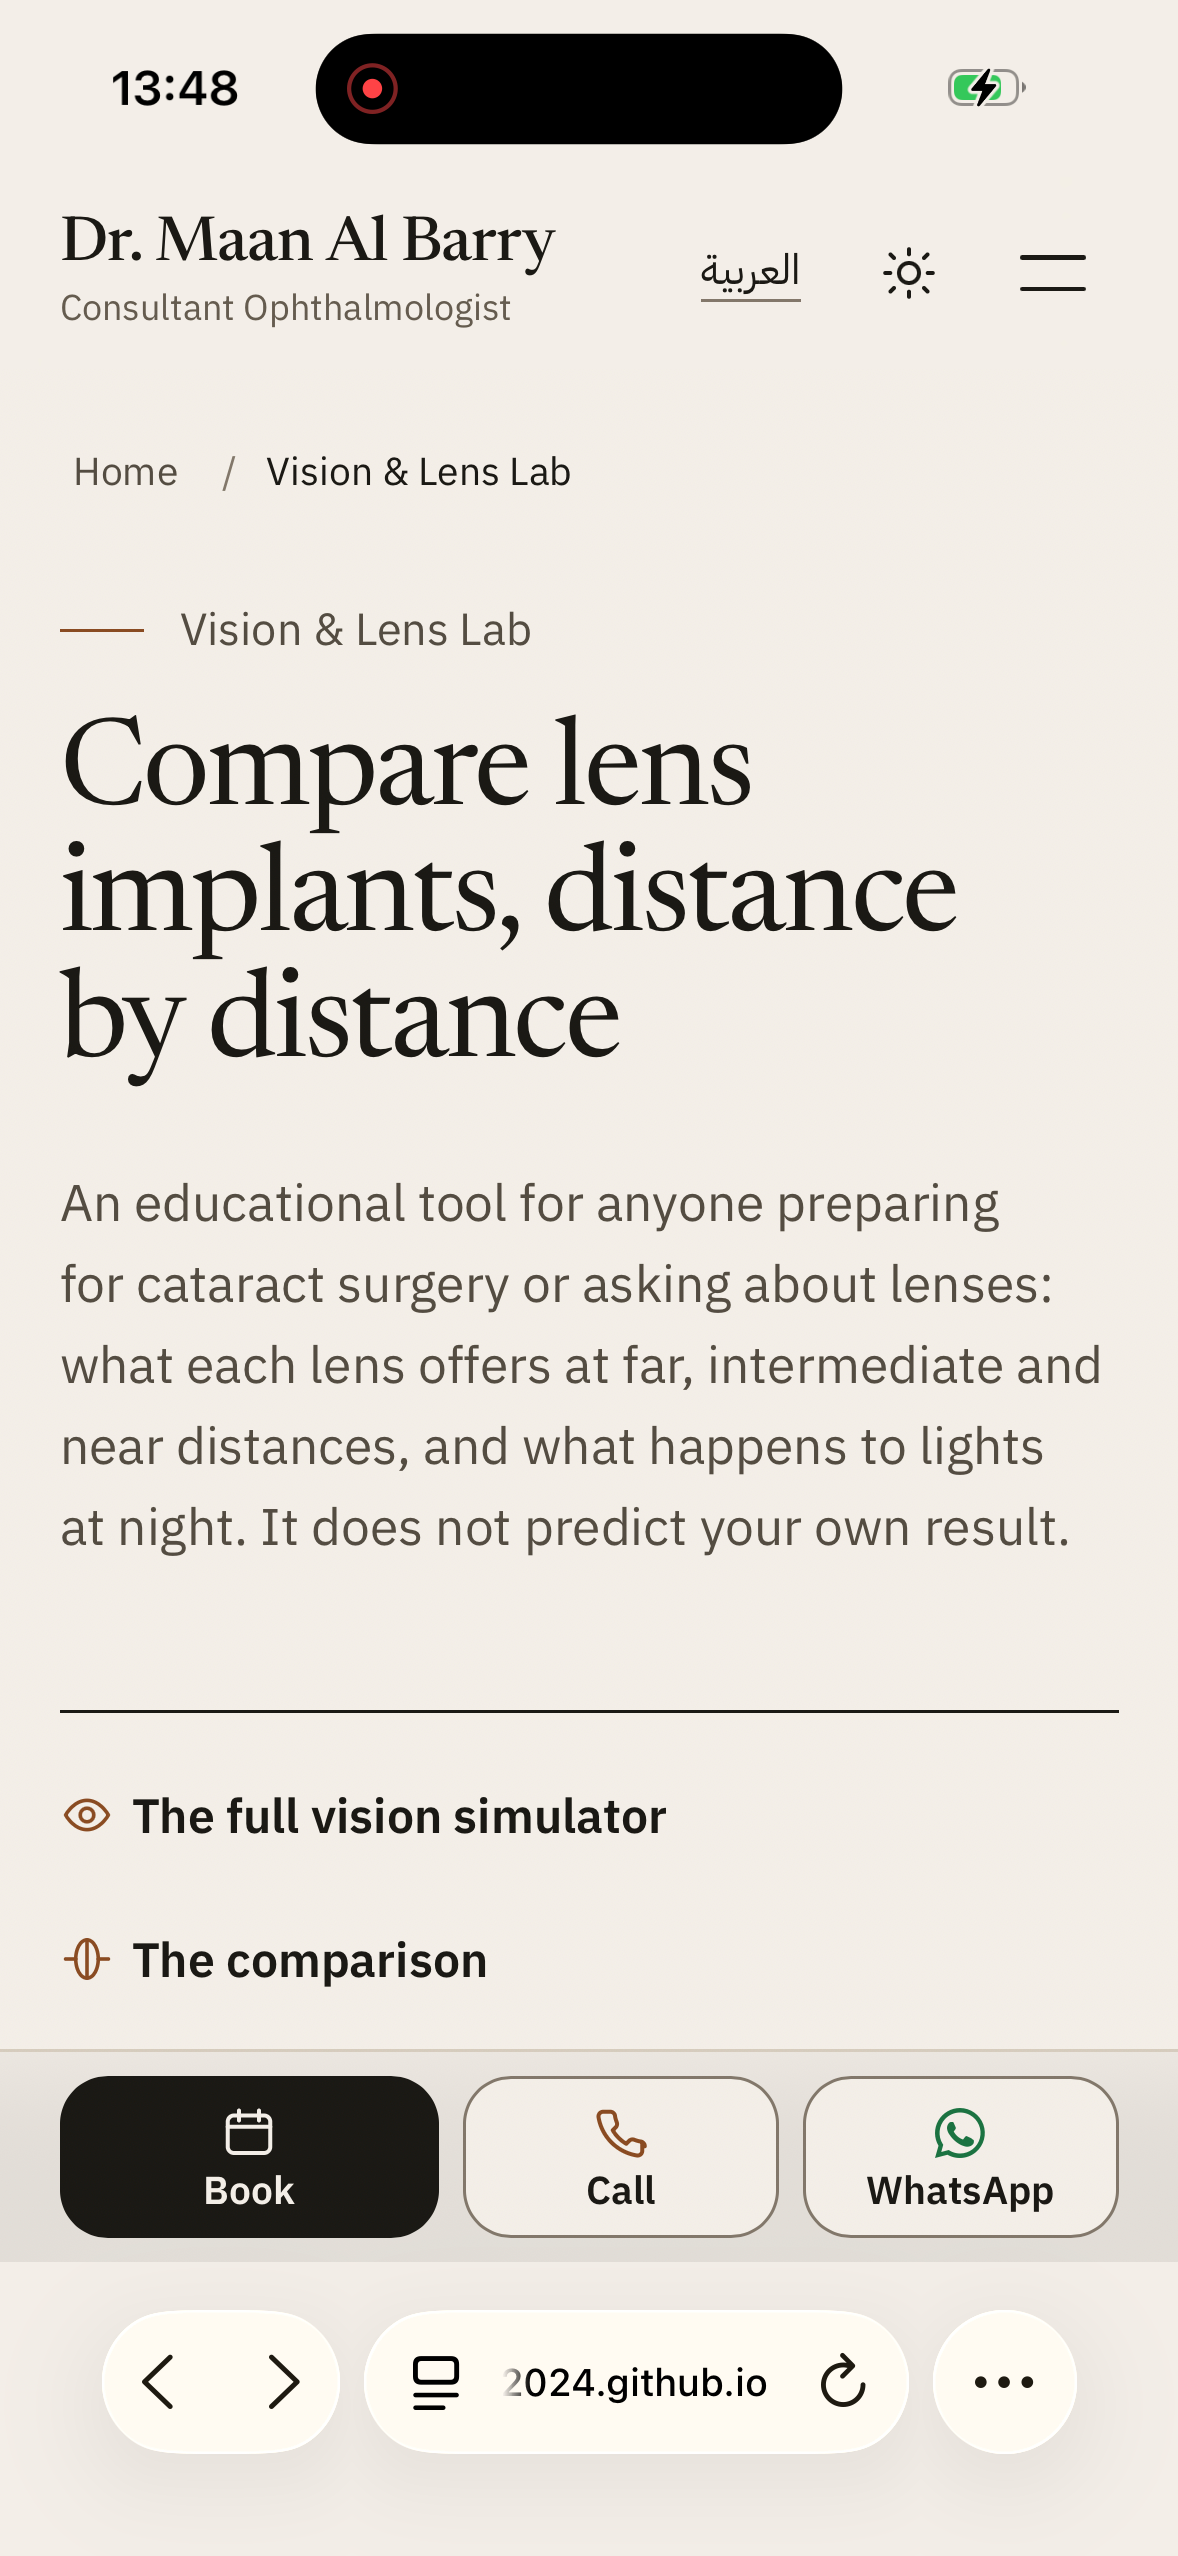 13:48
Dr. Maan Al Barry
Consultant Ophthalmologist
العربية
Home / Vision & Lens Lab
Vision & Lens Lab
Compare lens
implants, distance
by distance
An educational tool for anyone preparing
for cataract surgery or asking about lenses:
what each lens offers at far, intermediate and
near distances, and what happens to lights
at night. It does not predict your own result.
The full vision simulator
The comparison
Book
Call
WhatsApp
2024.github.io